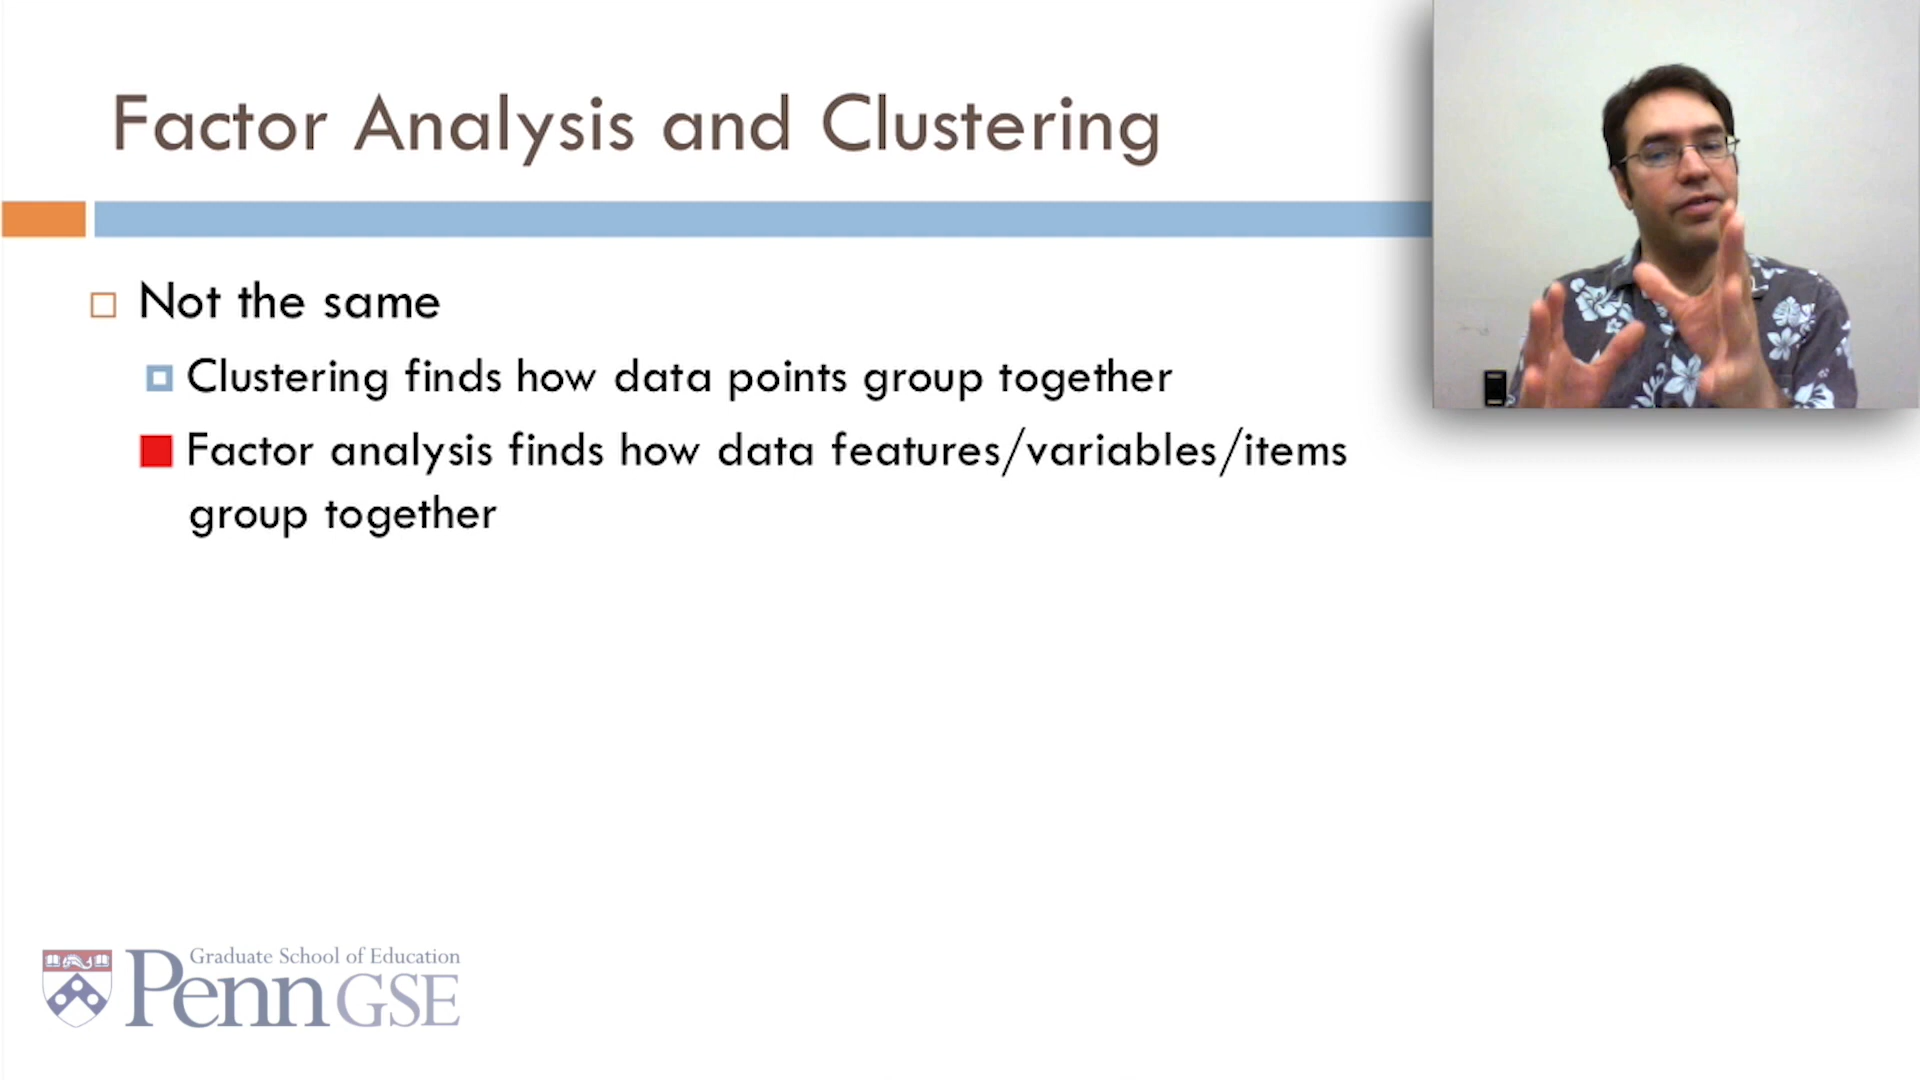 Factor Analysis and Clustering
Not the same
Clustering finds how data points group together
Factor analysis finds how data features/variables/items
group together
Graduate School of Education
Penn GSE